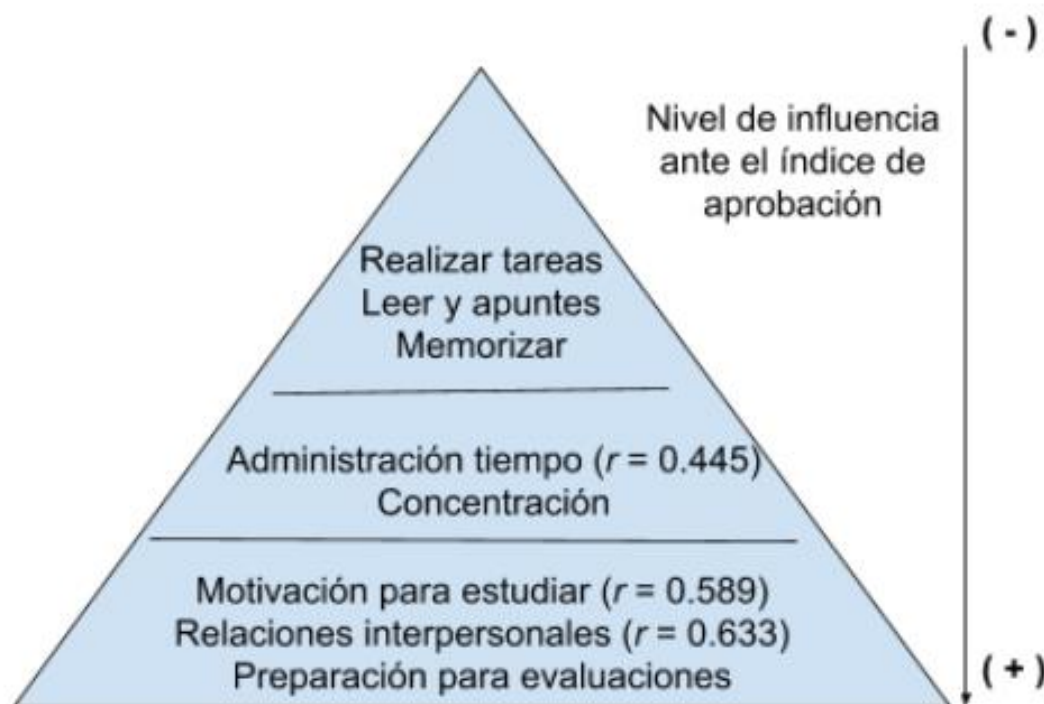 ( - )
Nivel de influencia
ante el índice de
aprobación
Realizar tareas
Leer y apuntes
Memorizar
Administración tiempo (r = 0.445)
Concentración
Motivación para estudiar (r = 0.589)
Relaciones interpersonales (r = 0.633)
Preparación para evaluaciones
( + )